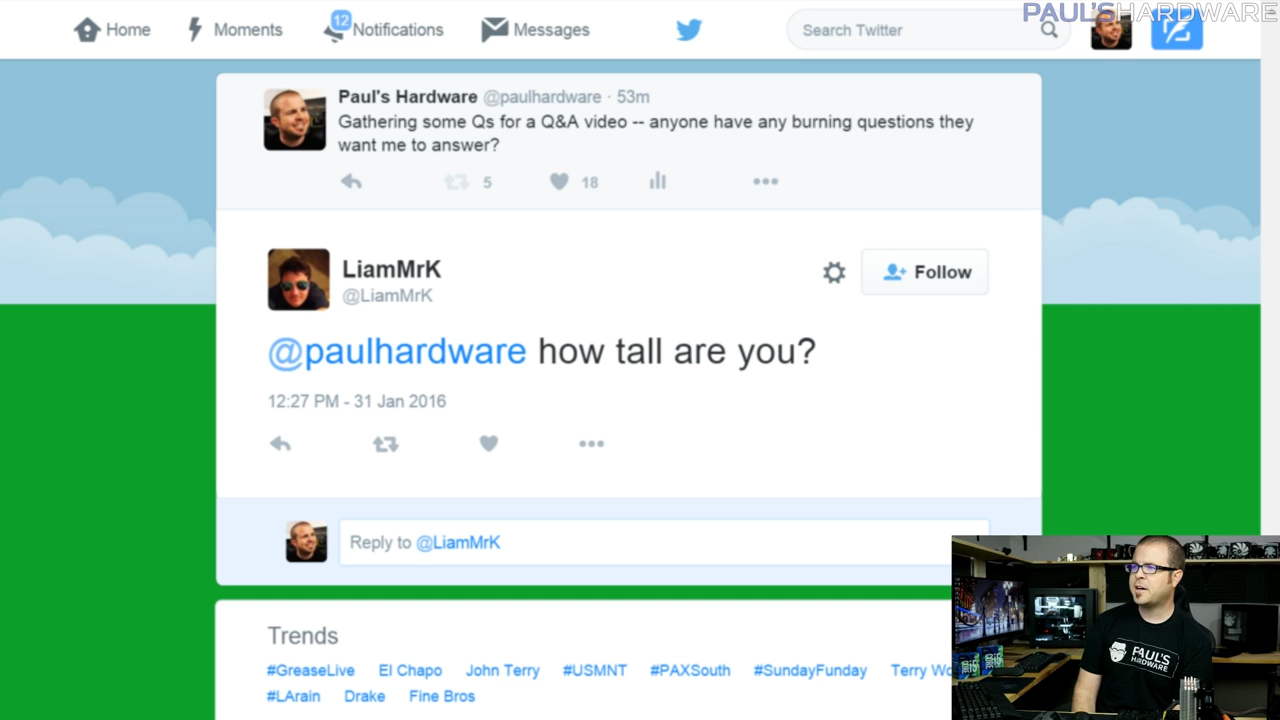 PAUL'SHARDWARE
Home Moments 12 Notifications Messages Search Twitter
Paul's Hardware @paulhardware · 53m
Gathering some Qs for a Q&A video -- anyone have any burning questions they
want me to answer?
5 18
LiamMrK
@LiamMrK
Follow
@paulhardware how tall are you?
12:27 PM - 31 Jan 2016
Reply to @LiamMrK
Trends
#GreaseLive El Chapo John Terry #USMNT #PAXSouth #SundayFunday Terry
#LArain Drake Fine Bros
PAUL'S
HARDWARE